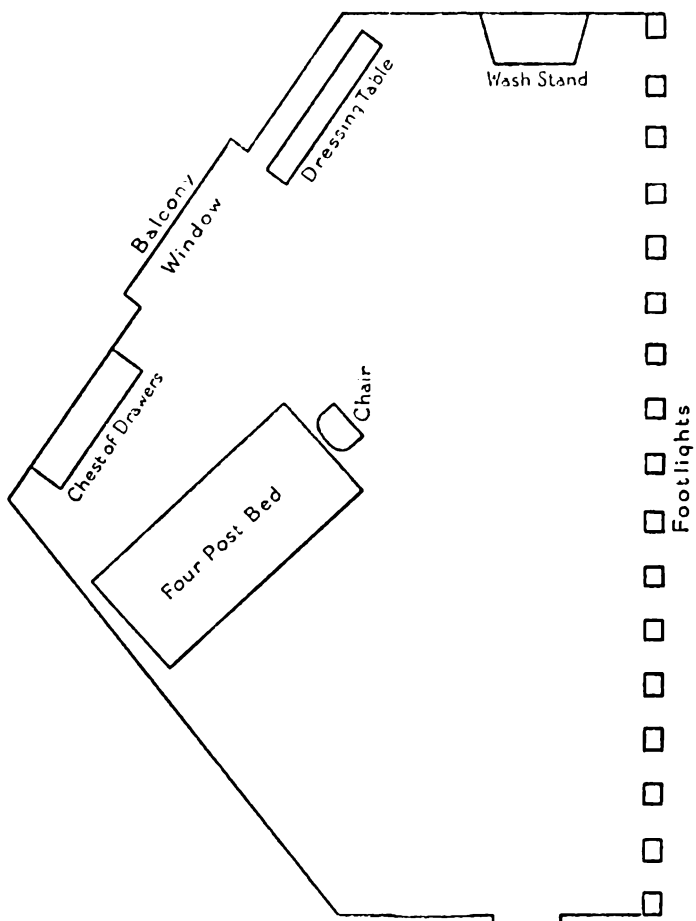 Wash Stand
Dressing Table
Balcony
Window
Chest of Drawers
Chair
Four Post Bed
Footlights